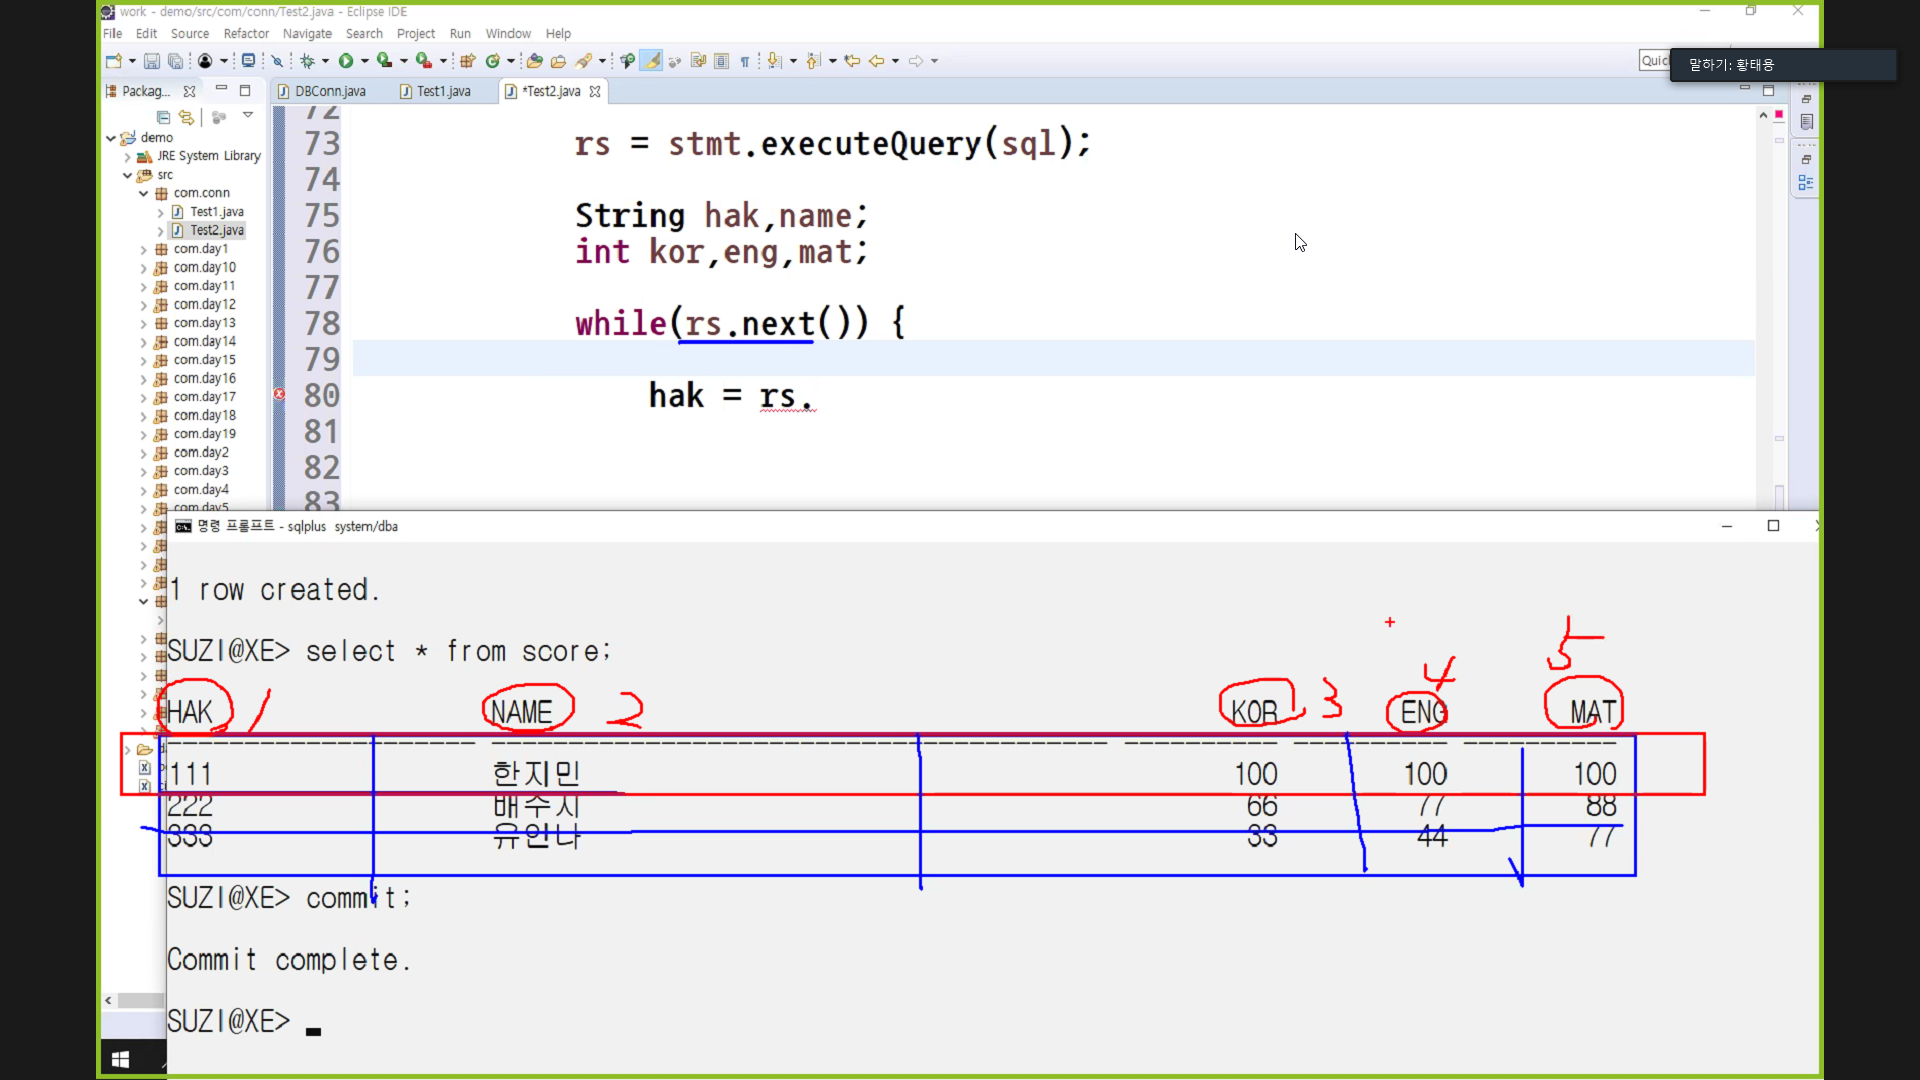 work - demo/src/com/conn/Test2.java - Eclipse IDE
File Edit Source Refactor Navigate Search Project Run Window Help
Quic
말하기: 황태용
Packag...
DBConn.java Test1.java *Test2.java
demo
JRE System Library
src
com.conn
Test1.java
Test2.java
com.day1
com.day10
com.day11
com.day12
com.day13
com.day14
com.day15
com.day16
com.day17
com.day18
com.day19
com.day2
com.day3
com.day4
com.day5
72
73 rs = stmt.executeQuery(sql);
74
75 String hak,name;
76 int kor,eng,mat;
77
78 while(rs.next()) {
79
80 hak = rs.
81
82
83
명령 프롬프트 - sqlplus system/dba
1 row created.
SUZI@XE> select * from score;
HAK 1 NAME 2 KOR 3 ENG 4 MAT 5
111 한지민 100 100 100
222 배수지 66 77 88
333 유인나 33 44 77
SUZI@XE> commit;
Commit complete.
SUZI@XE>